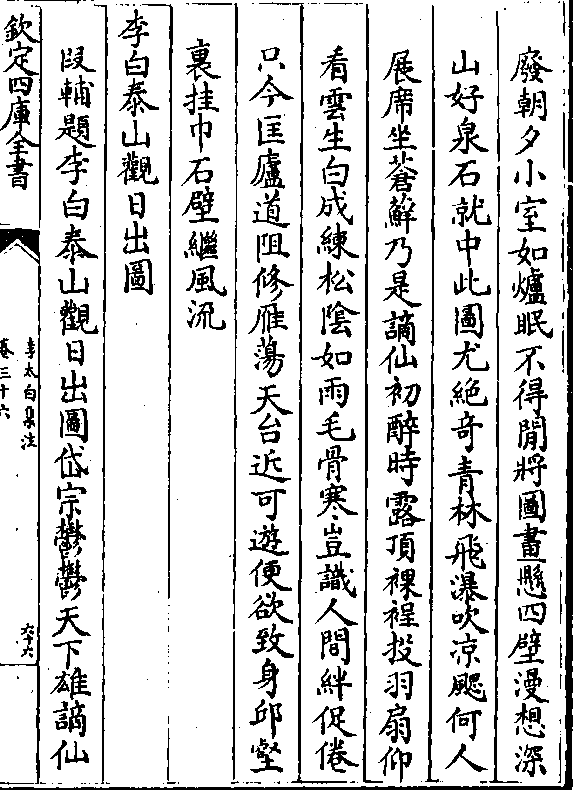 廢朝夕小室如爐眠不得閒將圖畫懸四壁漫想深
山好泉石就中此圖尤絶奇青林飛瀑吹凉颸何人
展席坐蒼蘚乃是謫仙初醉時露頂裸裎投羽扇仰
看雲生白成練松隂如雨毛骨寒豈識人間絆促倦
只今匡廬道阻修雁蕩天台近可遊便欲致身邱壑
裏挂巾石壁繼風流
李白泰山觀日出圖
段輔題李白泰山觀日出圖岱宗鬱鬱天下雄謫仙
欽定四庫全書
李太白集注
卷三十六